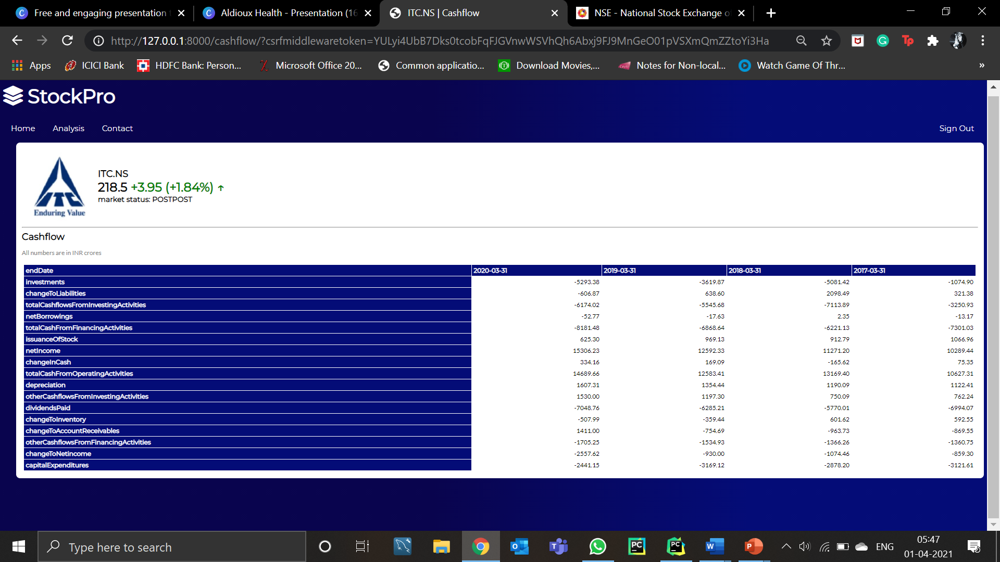 Free and engaging presentation t
Aldioux Health - Presentation (16
ITC.NS | Cashflow
NSE - National Stock Exchange of
http://127.0.0.1:8000/cashflow/?csrfmiddlewaretoken=YULyi4UbB7Dks0tcobFqFJGVnwWSVhQh6Abxj9FJ9MnGeO01pVSXmQmZZtoYi3Ha
Apps ICICI Bank HDFC Bank: Person... Microsoft Office 20... Common applicatio... Download Movies,... Notes for Non-local... Watch Game Of Thr... »
StockPro
Home Analysis Contact Sign Out
ITC.NS
218.5 +3.95 (+1.84%) ↑
market status: POSTPOST
ITC
Enduring Value
Cashflow
All numbers are in INR crores
endDate 2020-03-31 2019-03-31 2018-03-31 2017-03-31
investments -5293.38 -3619.87 -5081.42 -1074.90
changeToLiabilities -606.87 638.60 2098.49 321.38
totalCashflowsFromInvestingActivities -6174.02 -5545.68 -7113.89 -3250.93
netBorrowings -52.77 -17.63 2.35 -13.17
totalCashFromFinancingActivities -8181.48 -6868.64 -6221.13 -7301.03
issuanceOfStock 625.30 969.13 912.79 1066.96
netIncome 15306.23 12592.33 11271.20 10289.44
changeInCash 334.16 169.09 -165.62 75.35
totalCashFromOperatingActivities 14689.66 12583.41 13169.40 10627.31
depreciation 1607.31 1354.44 1190.09 1122.41
otherCashflowsFromInvestingActivities 1530.00 1197.30 750.09 762.24
dividendsPaid -7048.76 -6285.21 -5770.01 -6994.07
changeToInventory -507.99 -359.44 601.62 592.55
changeToAccountReceivables 1411.00 -754.69 -963.73 -869.55
otherCashflowsFromFinancingActivities -1705.25 -1534.93 -1366.26 -1360.75
changeToNetincome -2557.62 -930.00 -1074.46 -859.30
capitalExpenditures -2441.15 -3169.12 -2878.20 -3121.61
Type here to search
ENG
05:47
01-04-2021